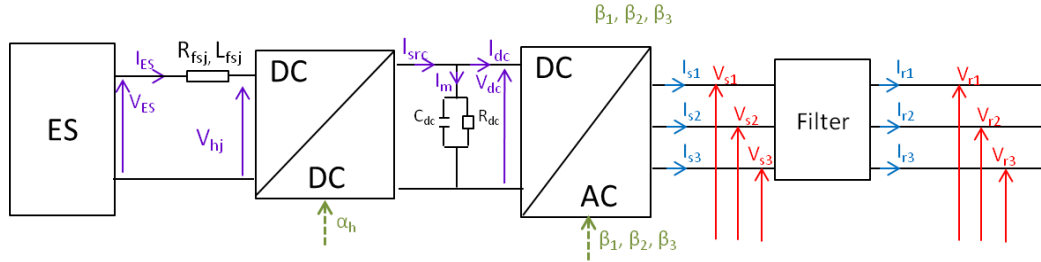 β1, β2, β3
IES
Rfsj, Lfsj
Isrc
Idc
DC
DC
Im
Vdc
Is1
Vs1
Ir1
Vr1
VES
ES
Cdc
Rdc
Is2
Vs2
Filter
Ir2
Vr2
Vhj
Is3
Vs3
Ir3
Vr3
DC
AC
αh
β1, β2, β3